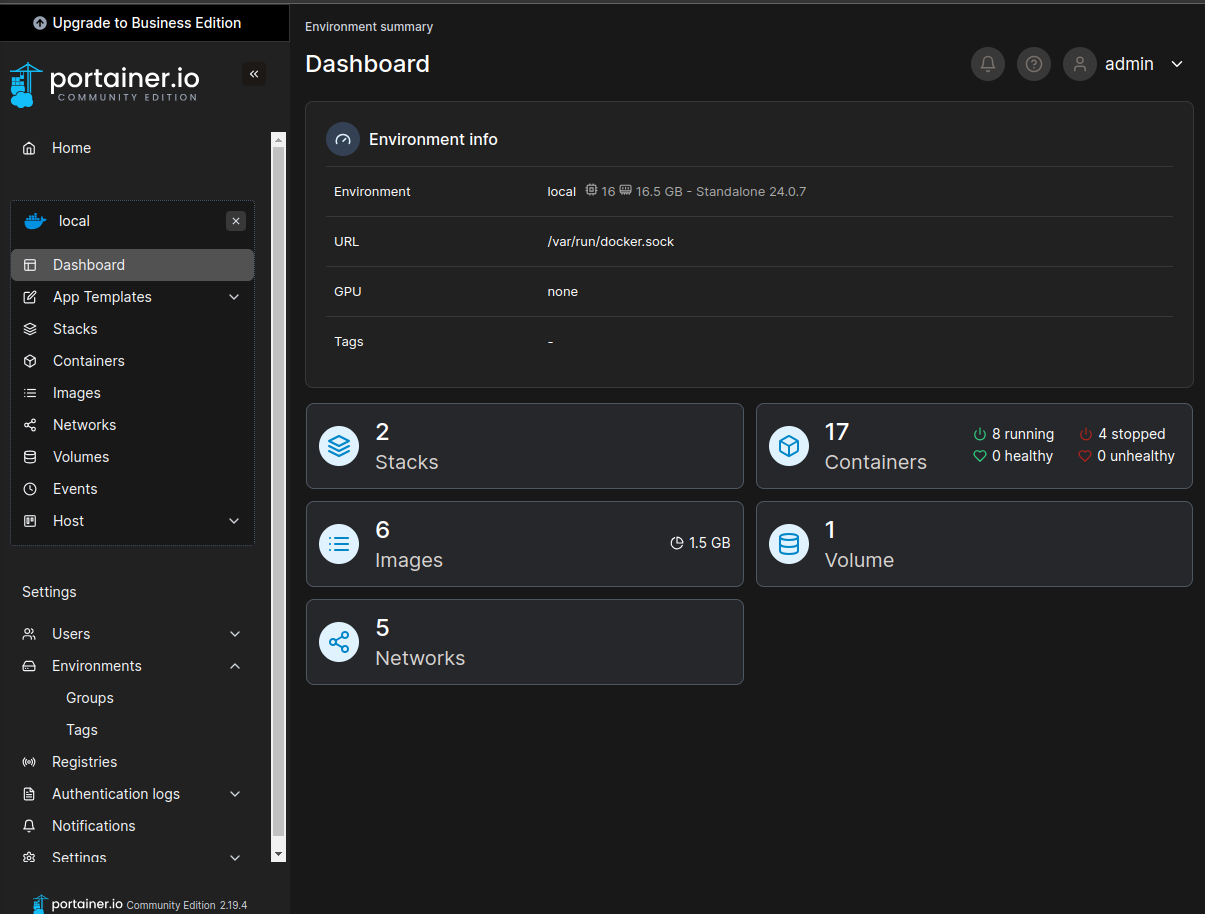 Upgrade to Business Edition
portainer.io
COMMUNITY EDITION
Home
local
Dashboard
App Templates
Stacks
Containers
Images
Networks
Volumes
Events
Host
Settings
Users
Environments
Groups
Tags
Registries
Authentication logs
Notifications
Settings
portainer.io Community Edition 2.19.4
Environment summary
Dashboard
admin
Environment info
Environment local 16 16.5 GB - Standalone 24.0.7
URL /var/run/docker.sock
GPU none
Tags -
2
Stacks
17
Containers
8 running 4 stopped
0 healthy 0 unhealthy
6
Images
1.5 GB
1
Volume
5
Networks